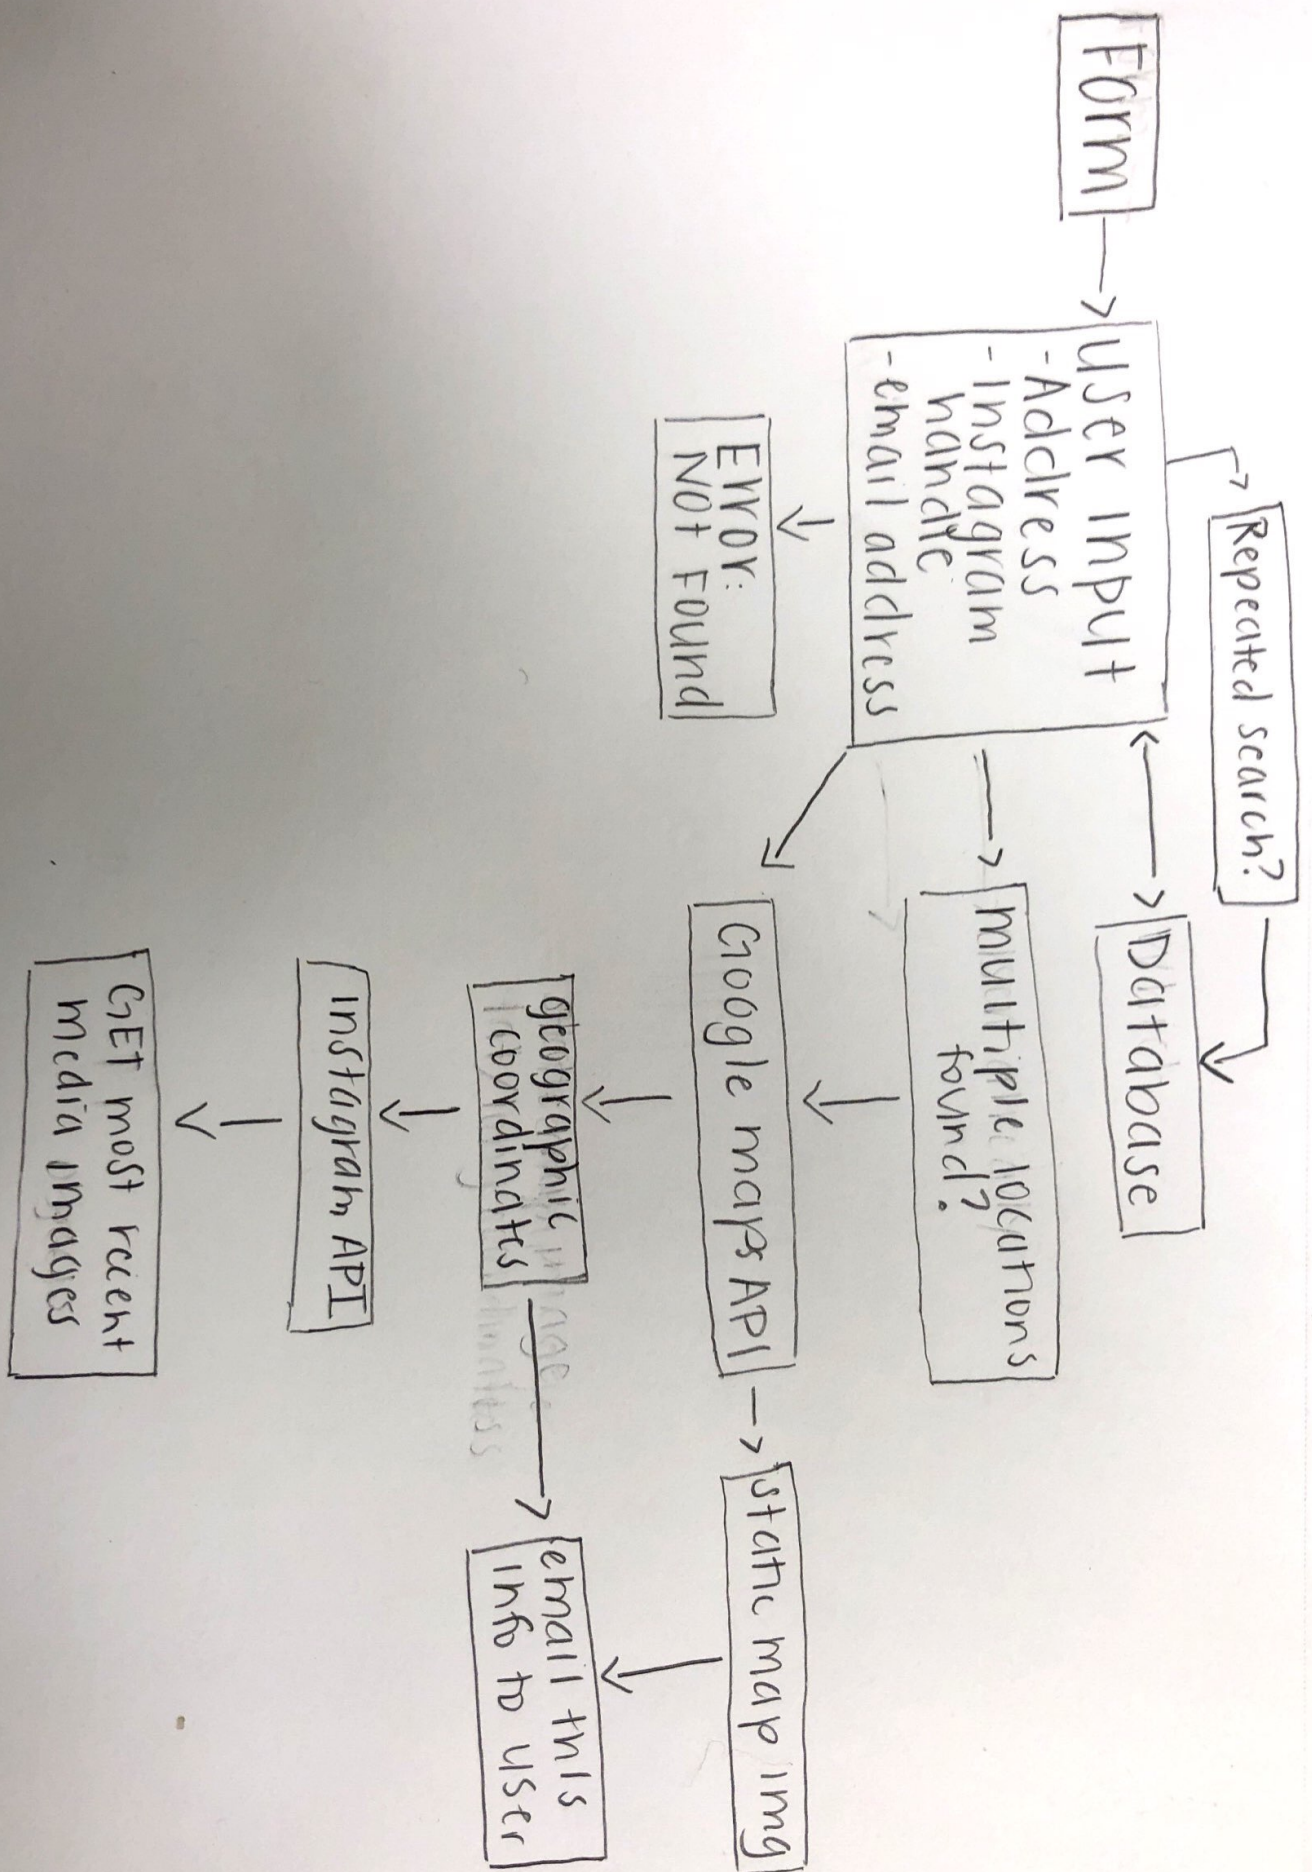 Form
User Input
- Address
- Instagram
handle
- email address
Repeated search?
Database
Error:
Not Found
multiple locations
found?
Google maps API
static map img
geographic
coordinates
email this
info to user
Instagram API
GET most recent
media images